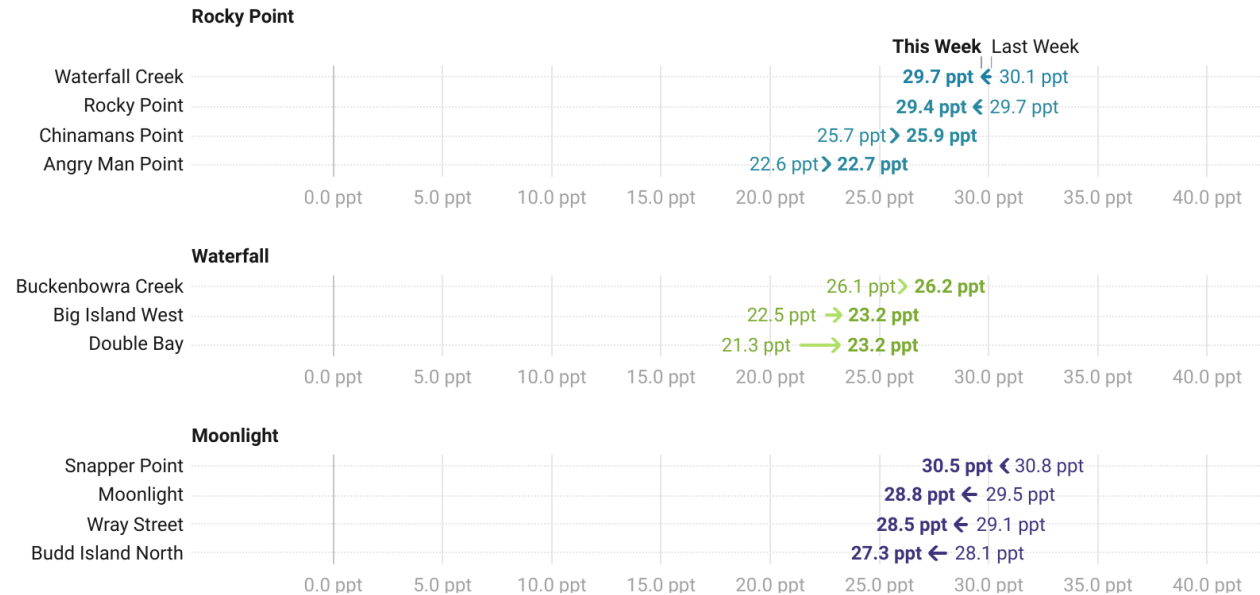 Rocky Point
This Week Last Week
Waterfall Creek 29.7 ppt 30.1 ppt
Rocky Point 29.4 ppt 29.7 ppt
Chinamans Point 25.7 ppt 25.9 ppt
Angry Man Point 22.6 ppt 22.7 ppt
0.0 ppt 5.0 ppt 10.0 ppt 15.0 ppt 20.0 ppt 25.0 ppt 30.0 ppt 35.0 ppt 40.0 ppt
Waterfall
Buckenbowra Creek 26.1 ppt 26.2 ppt
Big Island West 22.5 ppt 23.2 ppt
Double Bay 21.3 ppt 23.2 ppt
0.0 ppt 5.0 ppt 10.0 ppt 15.0 ppt 20.0 ppt 25.0 ppt 30.0 ppt 35.0 ppt 40.0 ppt
Moonlight
Snapper Point 30.5 ppt 30.8 ppt
Moonlight 28.8 ppt 29.5 ppt
Wray Street 28.5 ppt 29.1 ppt
Budd Island North 27.3 ppt 28.1 ppt
0.0 ppt 5.0 ppt 10.0 ppt 15.0 ppt 20.0 ppt 25.0 ppt 30.0 ppt 35.0 ppt 40.0 ppt